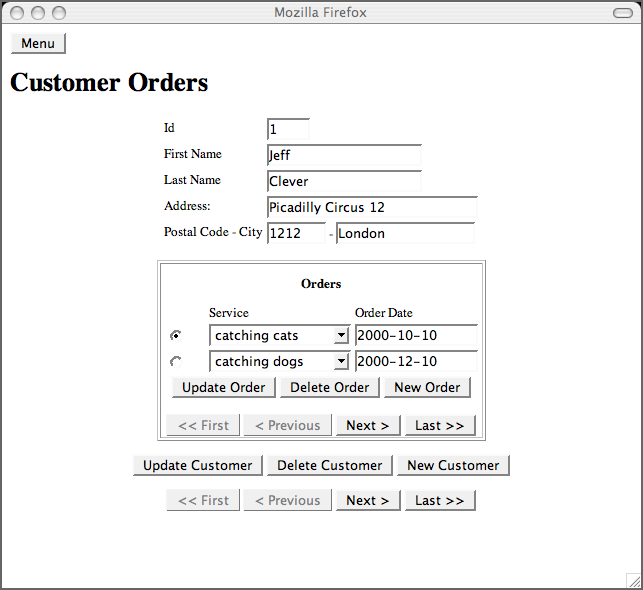 Mozilla Firefox
Menu
Customer Orders
Id 1
First Name Jeff
Last Name Clever
Address: Picadilly Circus 12
Postal Code - City 1212 - London
Orders
Service Order Date
catching cats 2000-10-10
catching dogs 2000-12-10
Update Order Delete Order New Order
<< First < Previous Next > Last >>
Update Customer Delete Customer New Customer
<< First < Previous Next > Last >>